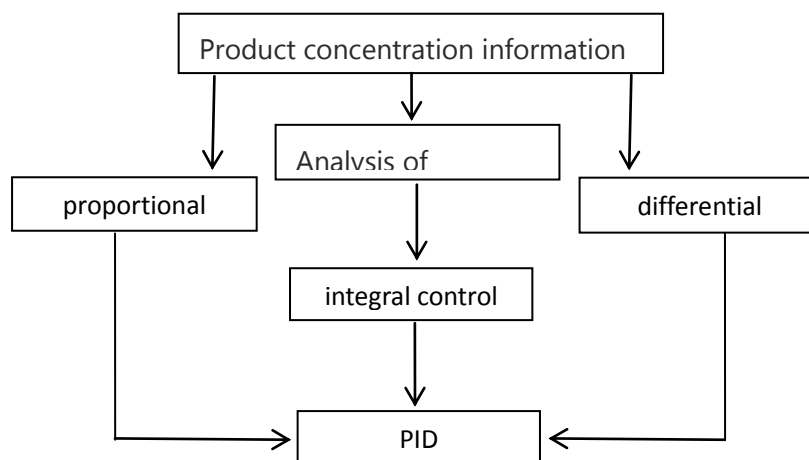 Product concentration information
Analysis of
proportional
differential
integral control
PID